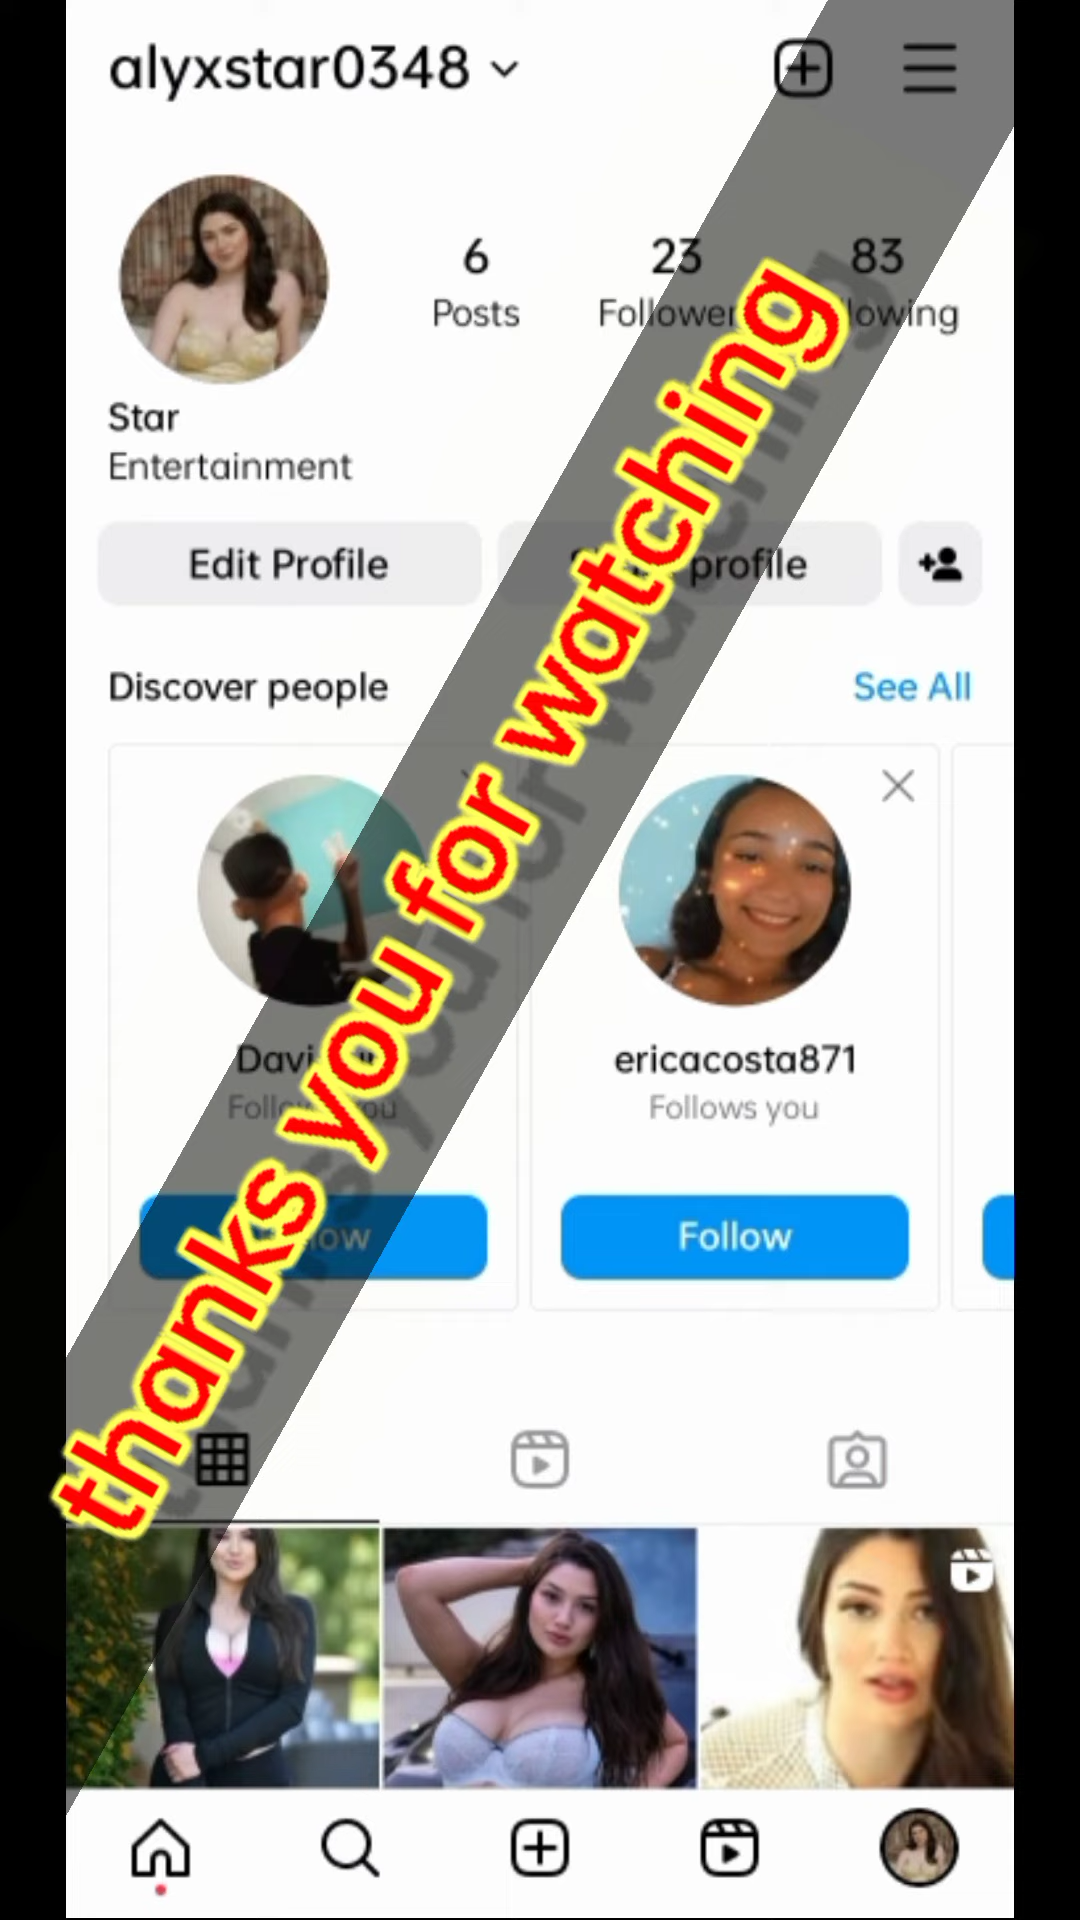 alyxstar0348
6
23
83
Posts
Star
Entertainment
Edit Profile
profile
Discover people
See All
ericacosta871
Follows you
Follow
thanks you for watching